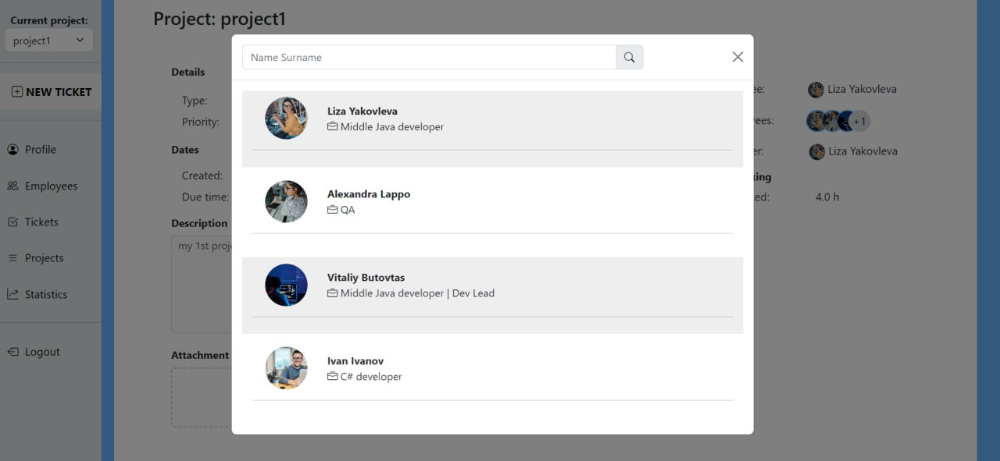 Current project:
project1
NEW TICKET
Profile
Employees
Tickets
Projects
Statistics
Logout
Project: project1
Details
Type:
Priority:
Dates
Created:
Due time:
Description
my 1st proje
Attachment
Name Surname
Liza Yakovleva
Middle Java developer
Alexandra Lappo
QA
Vitaliy Butovtas
Middle Java developer | Dev Lead
Ivan Ivanov
C# developer
ee: Liza Yakovleva
ees: +1
er: Liza Yakovleva
king
ed: 4.0 h